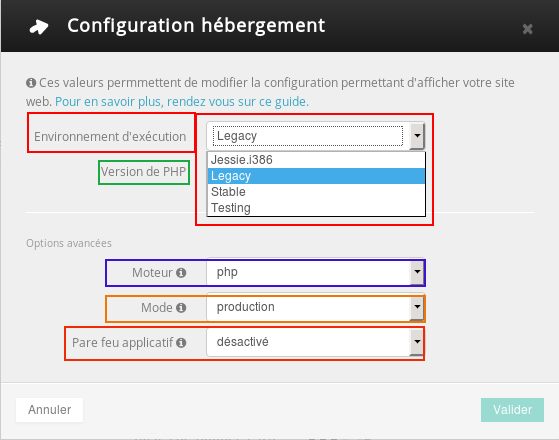 Configuration hébergement
Ces valeurs permmettent de modifier la configuration permettant d'afficher votre site
web. Pour en savoir plus, rendez vous sur ce guide.
Environnement d'exécution
Legacy
Jessie.i386
Legacy
Stable
Testing
Version de PHP
Options avancées
Moteur
php
Mode
production
Pare feu applicatif
désactivé
Annuler
Valider